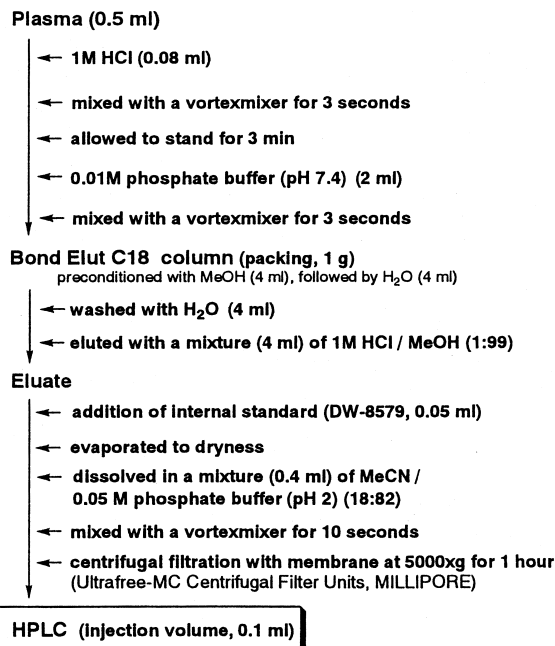 Plasma (0.5 ml)
1M HCl (0.08 ml)
mixed with a vortexmixer for 3 seconds
allowed to stand for 3 min
0.01M phosphate buffer (pH 7.4) (2 ml)
mixed with a vortexmixer for 3 seconds
Bond Elut C18 column (packing, 1 g)
preconditioned with MeOH (4 ml), followed by H₂O (4 ml)
washed with H₂O (4 ml)
eluted with a mixture (4 ml) of 1M HCl / MeOH (1:99)
Eluate
addition of internal standard (DW-8579, 0.05 ml)
evaporated to dryness
dissolved in a mixture (0.4 ml) of MeCN /
0.05 M phosphate buffer (pH 2) (18:82)
mixed with a vortexmixer for 10 seconds
centrifugal filtration with membrane at 5000xg for 1 hour
(Ultrafree-MC Centrifugal Filter Units, MILLIPORE)
HPLC (injection volume, 0.1 ml)